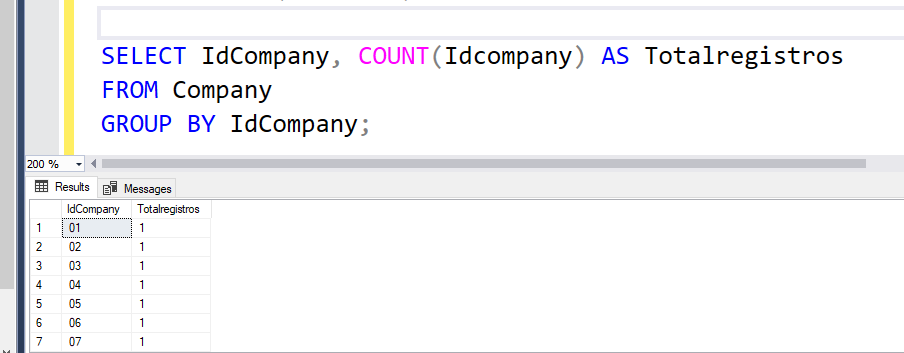 SELECT IdCompany, COUNT(Idcompany) AS Totalregistros
FROM Company
GROUP BY IdCompany;
200 %
Results Messages
IdCompany Totalregistros
1 01 1
2 02 1
3 03 1
4 04 1
5 05 1
6 06 1
7 07 1